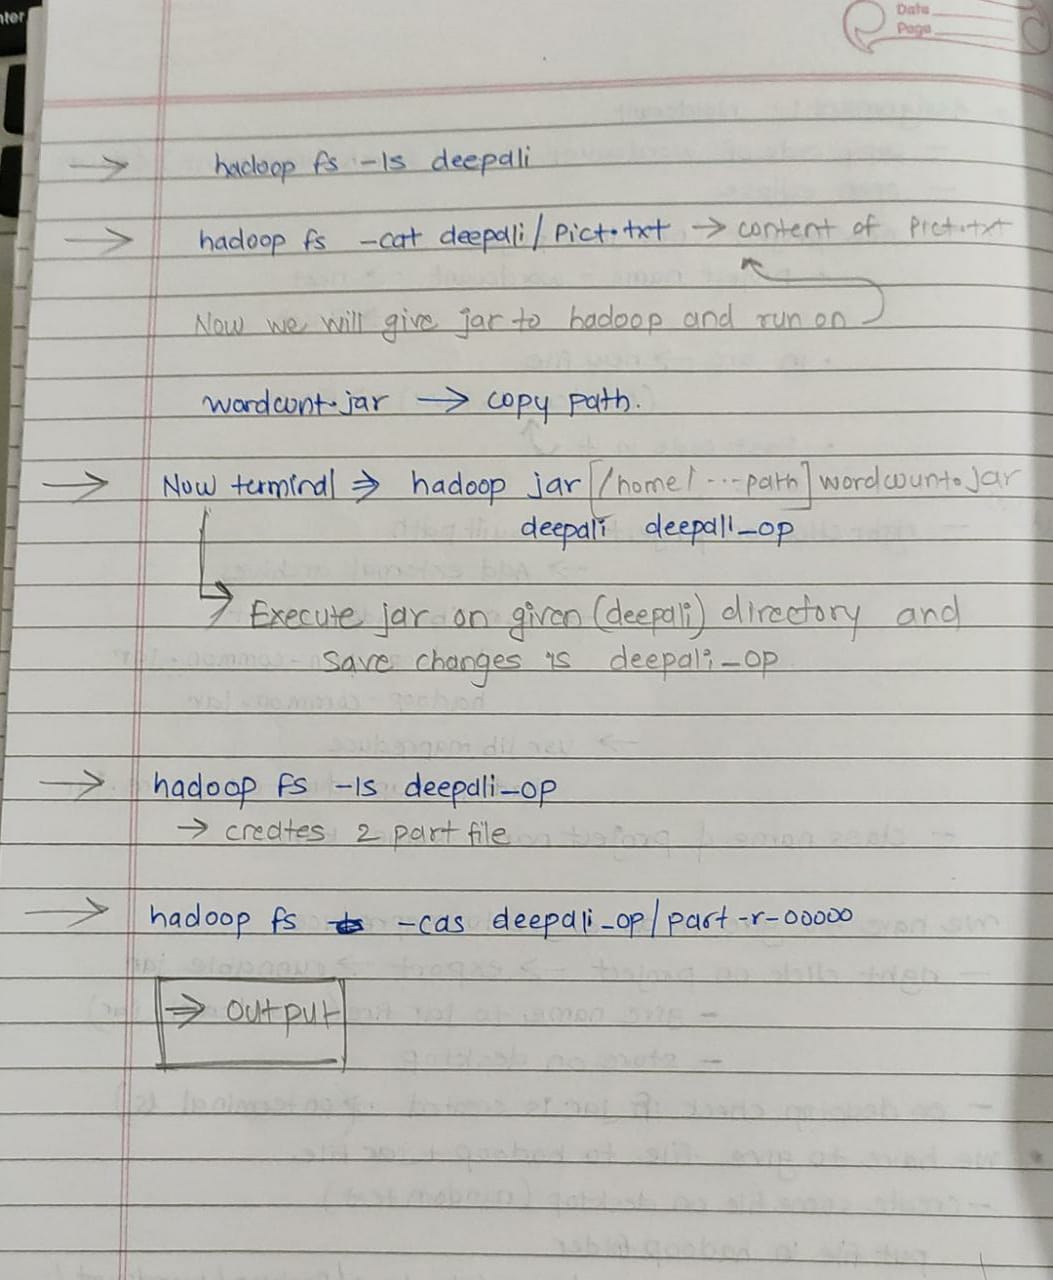 Date
Page
→ hadoop fs -ls deepali
→ hadoop fs -cat deepali/Pict.txt → content of Pict.txt
Now we will give jar to hadoop and run on
wordcont.jar → copy path.
→ Now terminal ⇒ hadoop jar [/home/...path] wordcount.jar
deepali deepali_op
→ Execute jar on given (deepali) directory and
save changes is deepali_op
→ hadoop fs -ls deepali_op
→ creates 2 part file
→ hadoop fs -cas deepali_op/part-r-00000
⇒ output